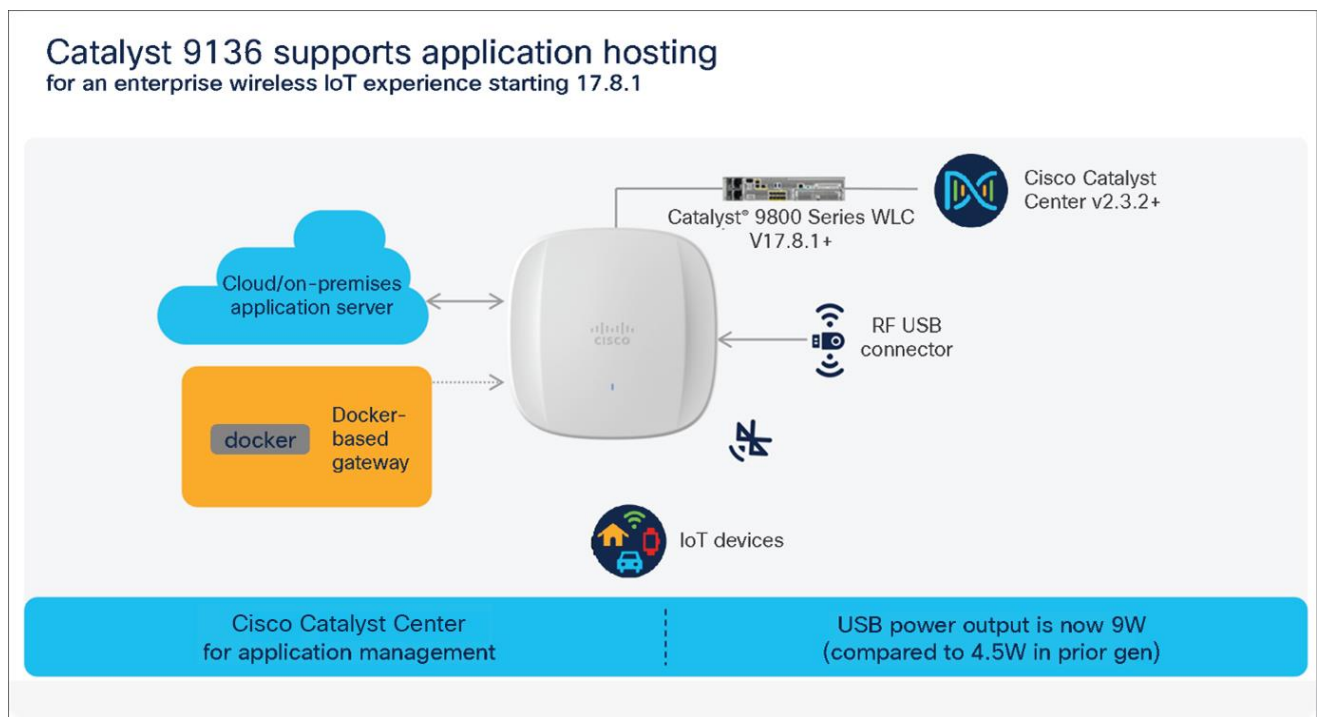 Catalyst 9136 supports application hosting
for an enterprise wireless IoT experience starting 17.8.1
Cisco Catalyst
Center v2.3.2+
Catalyst® 9800 Series WLC
V17.8.1+
Cloud/on-premises
application server
CISCO
RF USB
connector
docker
Docker-
based
gateway
IoT devices
Cisco Catalyst Center
for application management
USB power output is now 9W
(compared to 4.5W in prior gen)